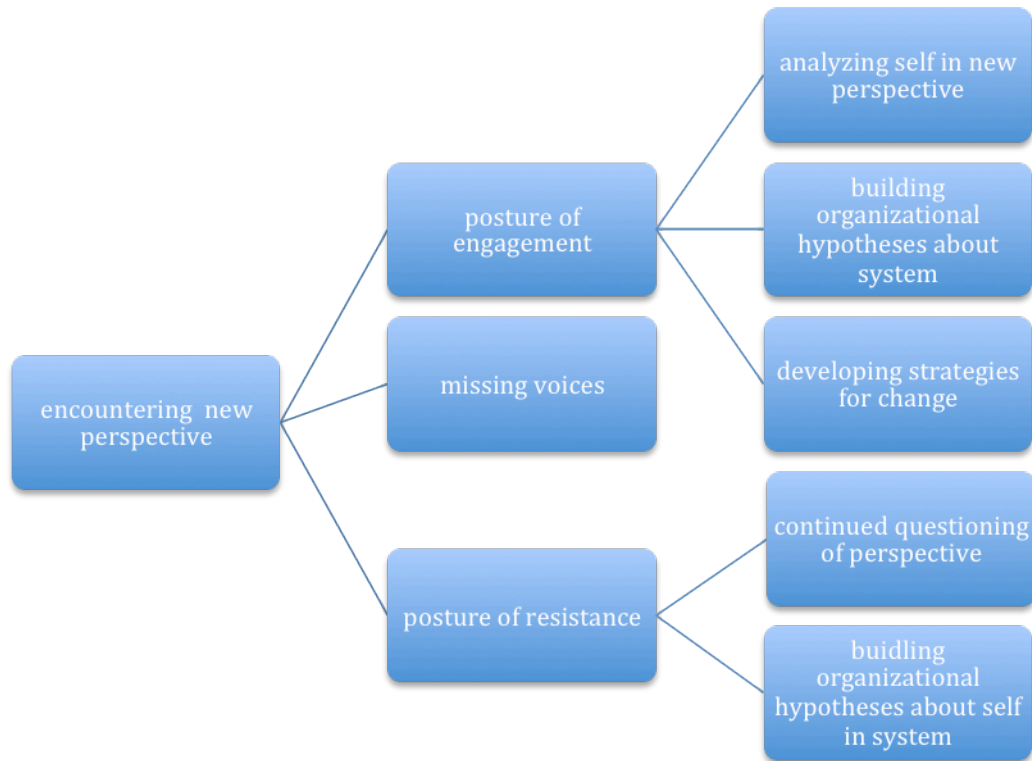 encountering  new
perspective
posture of
engagement
missing voices
posture of resistance
analyzing self in new
perspective
building
organizational
hypotheses about
system
developing strategies
for change
continued questioning
of perspective
buidling
organizational
hypotheses about self
in system